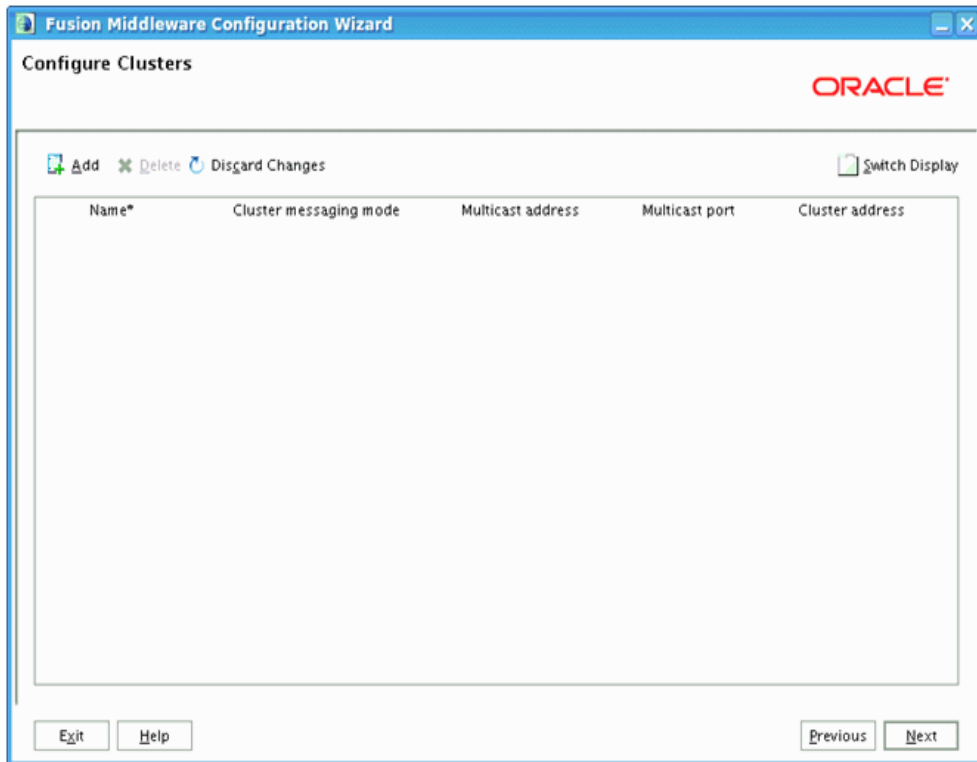 Fusion Middleware Configuration Wizard
Configure Clusters
ORACLE
Add Delete Discard Changes Switch Display
Name* Cluster messaging mode Multicast address Multicast port Cluster address
Exit Help Previous Next